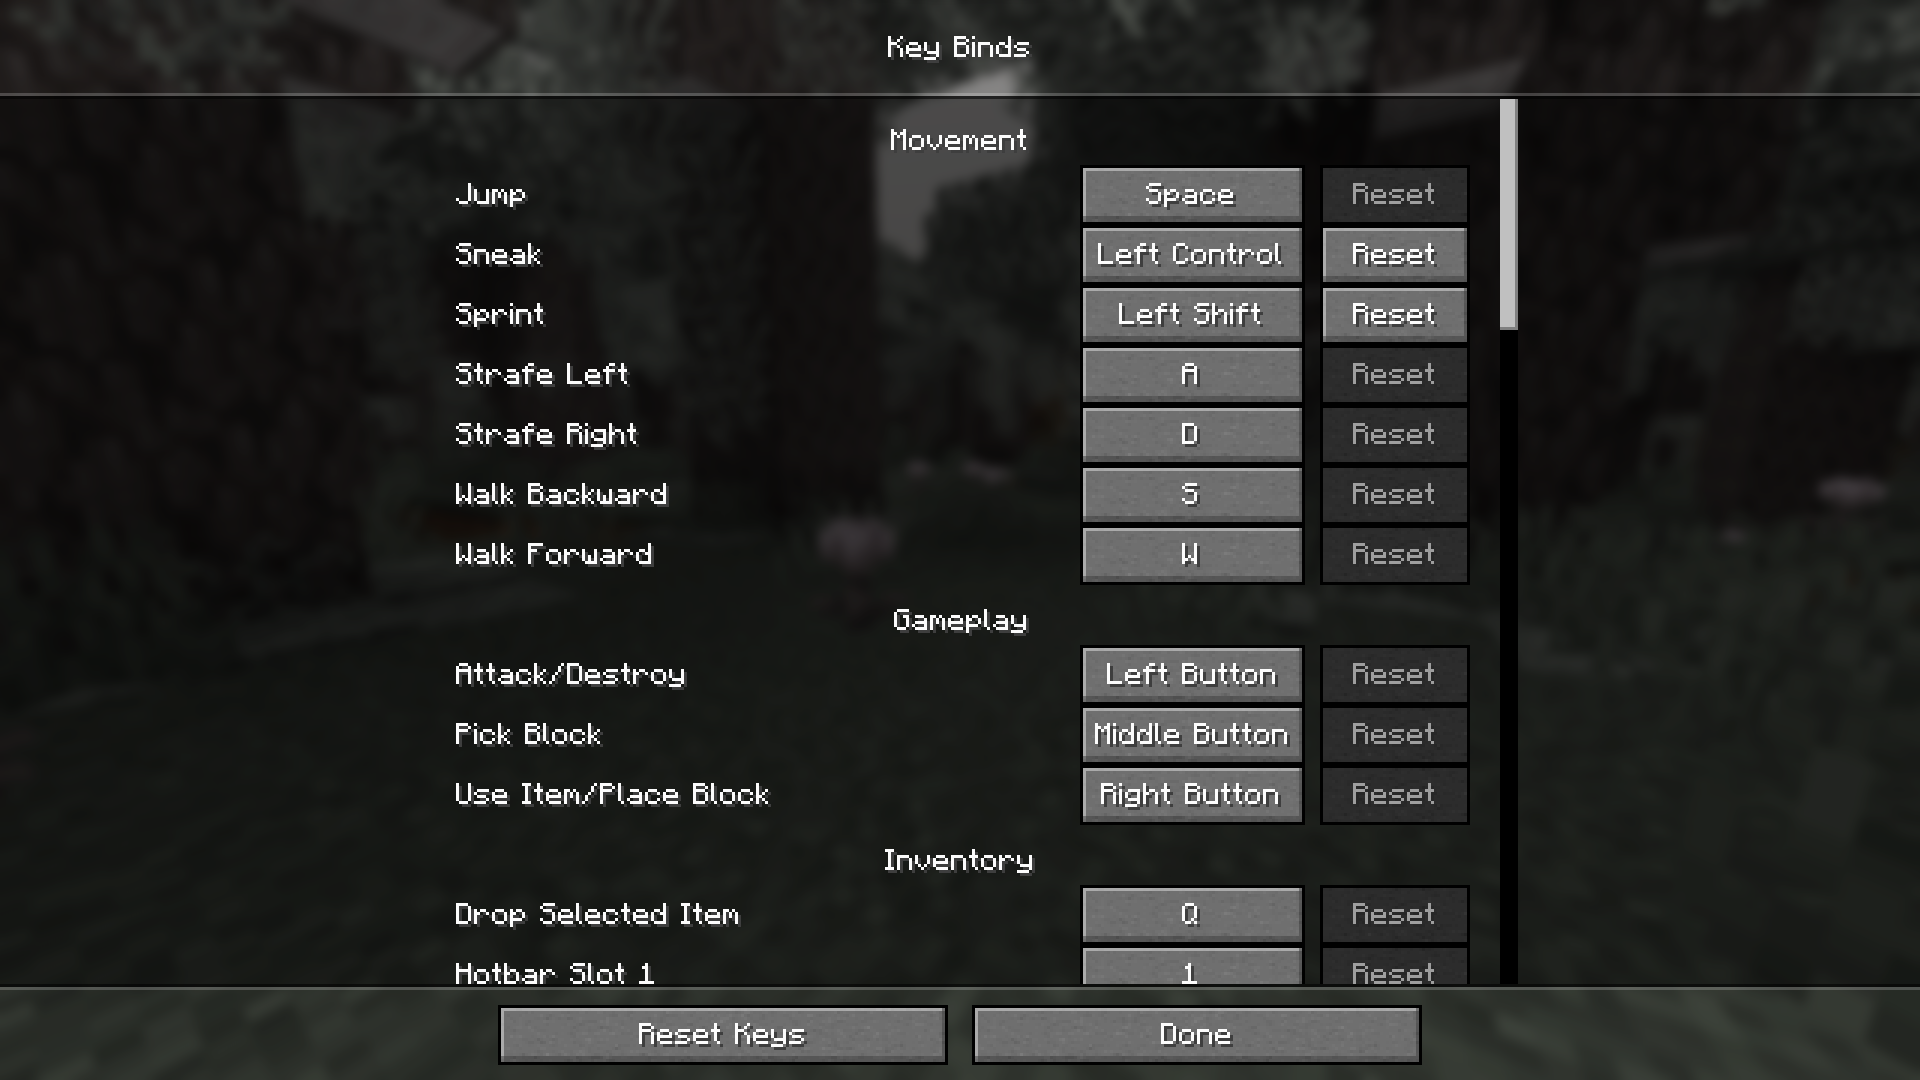 Key Binds
Movement
Jump Space Reset
Sneak Left Control Reset
Sprint Left Shift Reset
Strafe Left A Reset
Strafe Right D Reset
Walk Backward S Reset
Walk Forward W Reset
Gameplay
Attack/Destroy Left Button Reset
Pick Block Middle Button Reset
Use Item/Place Block Right Button Reset
Inventory
Drop Selected Item Q Reset
Hotbar Slot 1 1 Reset
Reset Keys Done